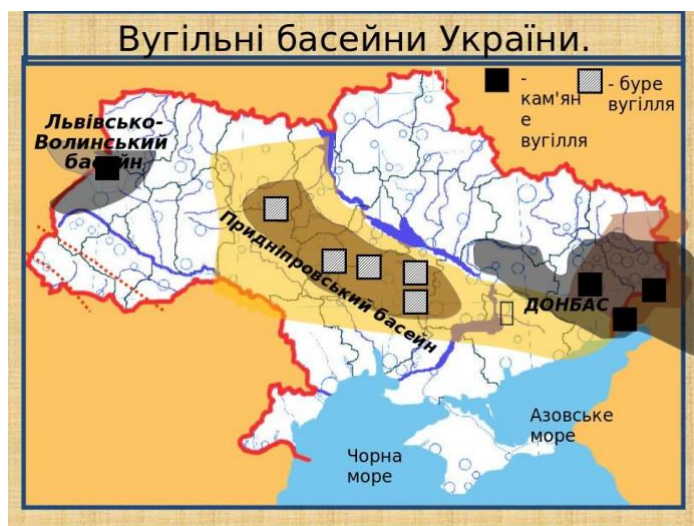 Вугільні басейни України.
-
кам'ян
е
вугілля
- буре
вугілля
Львівсько-
Волинський
басейн
Придніпровський басейн
ДОНБАС
Азовське
море
Чорна
море